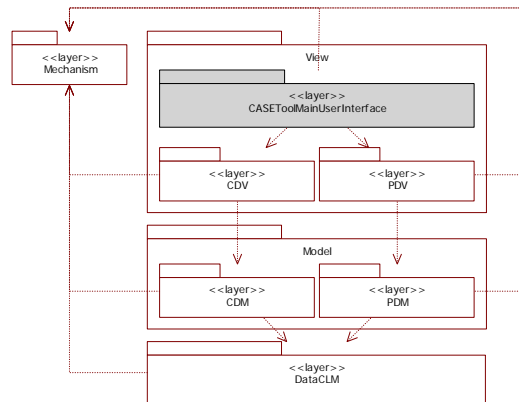 <<layer>>
Mechanism
View
<<layer>>
CASEToolMainUserInterface
<<layer>>
CDV
<<layer>>
PDV
Model
<<layer>>
CDM
<<layer>>
PDM
<<layer>>
DataCLM